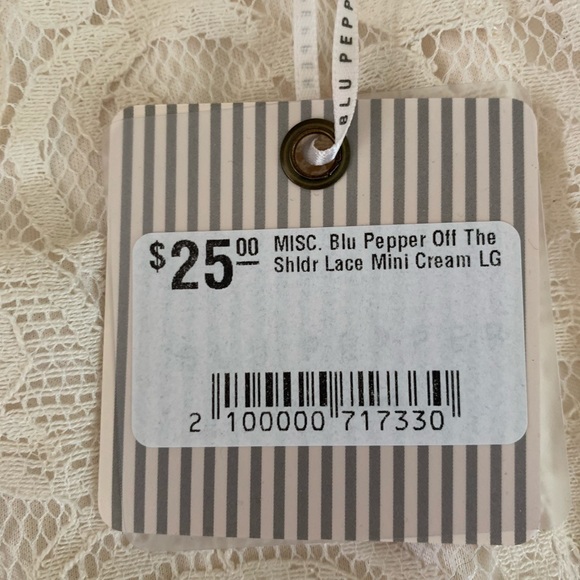 BLU PEPP
$25.00 MISC. Blu Pepper Off The
Shldr Lace Mini Cream LG
2 100000 717330